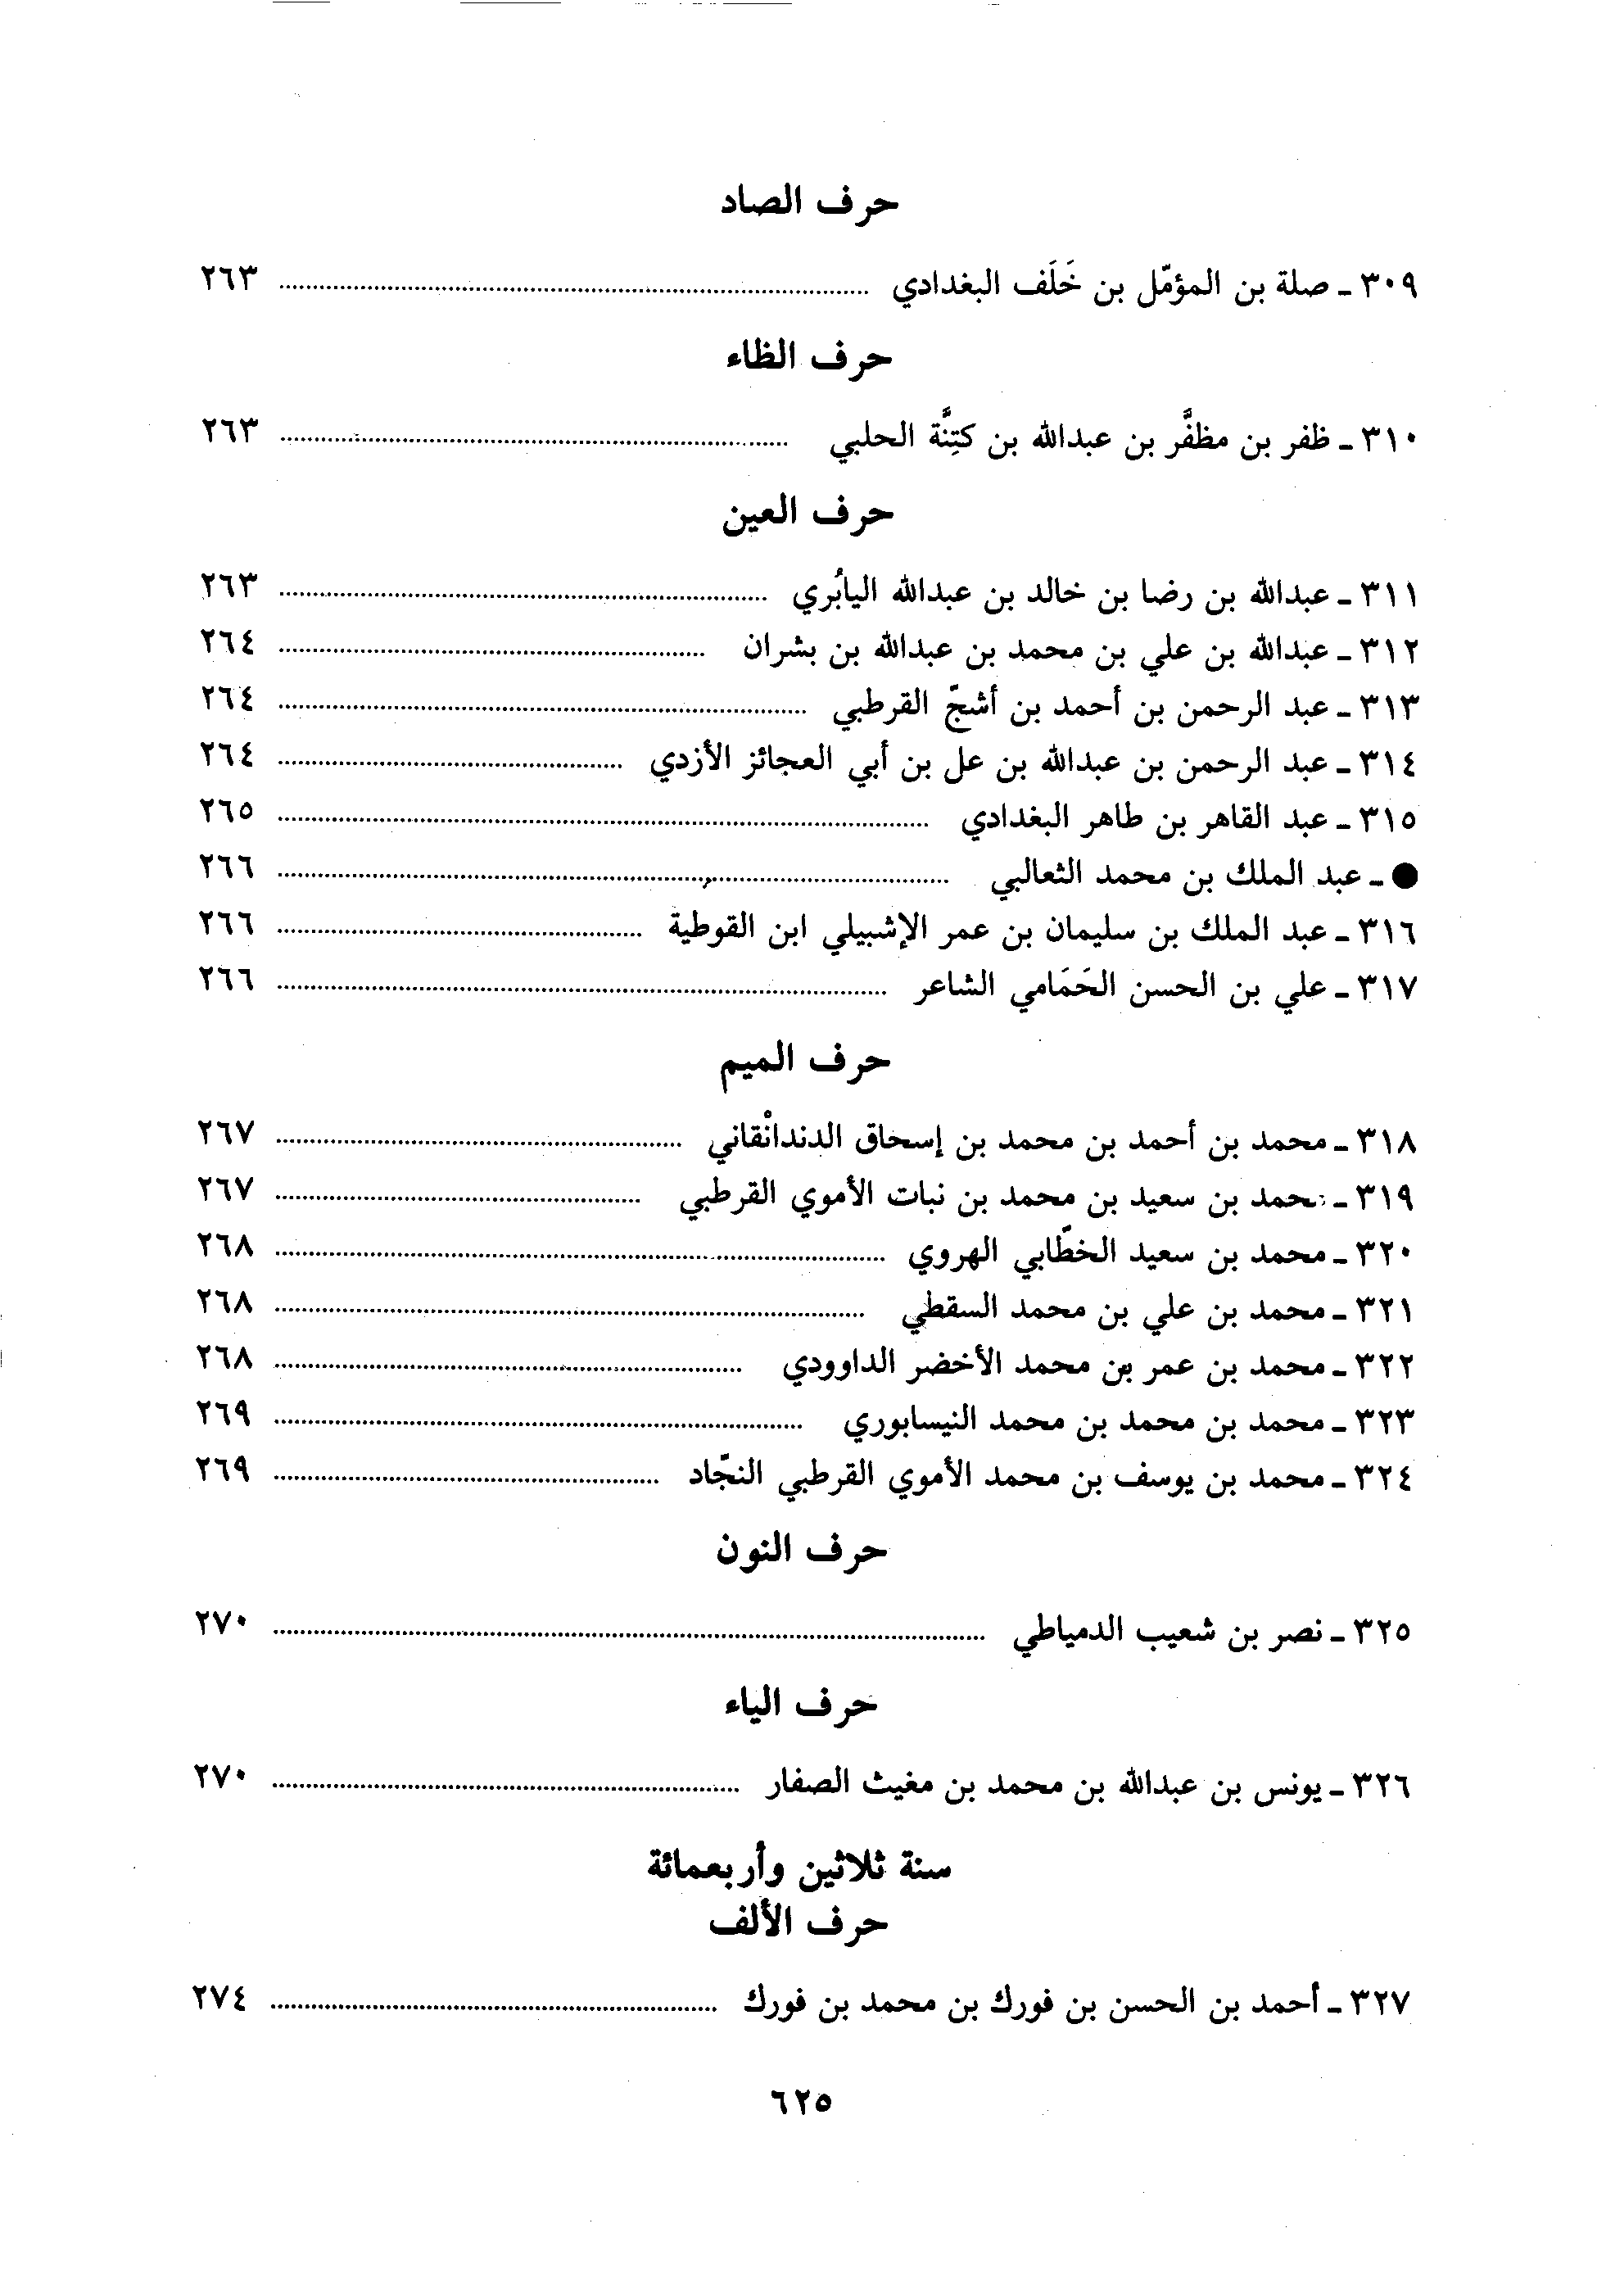 حرف الصاد
٣٠٩ ـ صلة بن المؤمّل بن خَلَف البغدادي ........ ٢٦٣
حرف الظاء
٣١٠ ـ ظفر بن مظفَّر بن عبدالله بن كتِنَّة الحلبي ........ ٢٦٣
حرف العين
٣١١ ـ عبدالله بن رضا بن خالد بن عبدالله اليابُري ........ ٢٦٣
٣١٢ ـ عبدالله بن علي بن محمد بن عبدالله بن بشران ........ ٢٦٤
٣١٣ ـ عبد الرحمن بن أحمد بن أشجّ القرطبي ........ ٢٦٤
٣١٤ ـ عبد الرحمن بن عبدالله بن عل بن أبي العجائز الأزدي ........ ٢٦٤
٣١٥ ـ عبد القاهر بن طاهر البغدادي ........ ٢٦٥
● ـ عبد الملك بن محمد الثعالبي ........ ٢٦٦
٣١٦ ـ عبد الملك بن سليمان بن عمر الإشبيلي ابن القوطية ........ ٢٦٦
٣١٧ ـ علي بن الحسن الحَمَامي الشاعر ........ ٢٦٦
حرف الميم
٣١٨ ـ محمد بن أحمد بن محمد بن إسحاق الدندانْقاني ........ ٢٦٧
٣١٩ ـ محمد بن سعيد بن محمد بن نبات الأموي القرطبي ........ ٢٦٧
٣٢٠ ـ محمد بن سعيد الخطّابي الهروي ........ ٢٦٨
٣٢١ ـ محمد بن علي بن محمد السقطي ........ ٢٦٨
٣٢٢ ـ محمد بن عمر بن محمد الأخضر الداوودي ........ ٢٦٨
٣٢٣ ـ محمد بن محمد بن محمد النيسابوري ........ ٢٦٩
٣٢٤ ـ محمد بن يوسف بن محمد الأموي القرطبي النجّاد ........ ٢٦٩
حرف النون
٣٢٥ ـ نصر بن شعيب الدمياطي ........ ٢٧٠
حرف الياء
٣٢٦ ـ يونس بن عبدالله بن محمد بن مغيث الصفار ........ ٢٧٠
سنة ثلاثين وأربعمائة
حرف الألف
٣٢٧ ـ أحمد بن الحسن بن فورك بن محمد بن فورك ........ ٢٧٤
٦٢٥